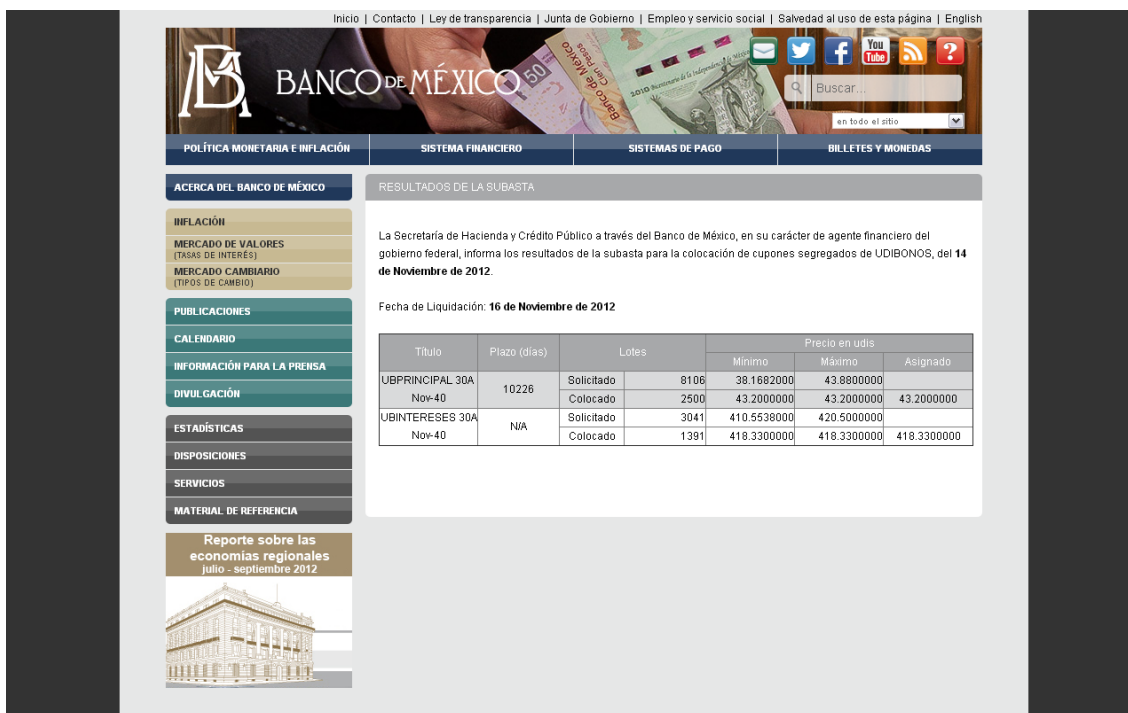 Inicio | Contacto | Ley de transparencia | Junta de Gobierno | Empleo y servicio social | Salvedad al uso de esta página | English
BANCO DE MÉXICO
You
Tube
?
Buscar...
en todo el sitio
POLÍTICA MONETARIA E INFLACIÓN SISTEMA FINANCIERO SISTEMAS DE PAGO BILLETES Y MONEDAS
ACERCA DEL BANCO DE MÉXICO
INFLACIÓN
MERCADO DE VALORES
(TASAS DE INTERÉS)
MERCADO CAMBIARIO
(TIPOS DE CAMBIO)
PUBLICACIONES
CALENDARIO
INFORMACIÓN PARA LA PRENSA
DIVULGACIÓN
ESTADÍSTICAS
DISPOSICIONES
SERVICIOS
MATERIAL DE REFERENCIA
Reporte sobre las
economías regionales
julio - septiembre 2012
RESULTADOS DE LA SUBASTA
La Secretaría de Hacienda y Crédito Público a través del Banco de México, en su carácter de agente financiero del
gobierno federal, informa los resultados de la subasta para la colocación de cupones segregados de UDIBONOS, del 14
de Noviembre de 2012.
Fecha de Liquidación: 16 de Noviembre de 2012
Título Plazo (días) Lotes Precio en udis
Mínimo Máximo Asignado
UBPRINCIPAL 30A 10226 Solicitado 8106 38.1682000 43.8800000
Nov-40 Colocado 2500 43.2000000 43.2000000 43.2000000
UBINTERESES 30A N/A Solicitado 3041 410.5538000 420.5000000
Nov-40 Colocado 1391 418.3300000 418.3300000 418.3300000